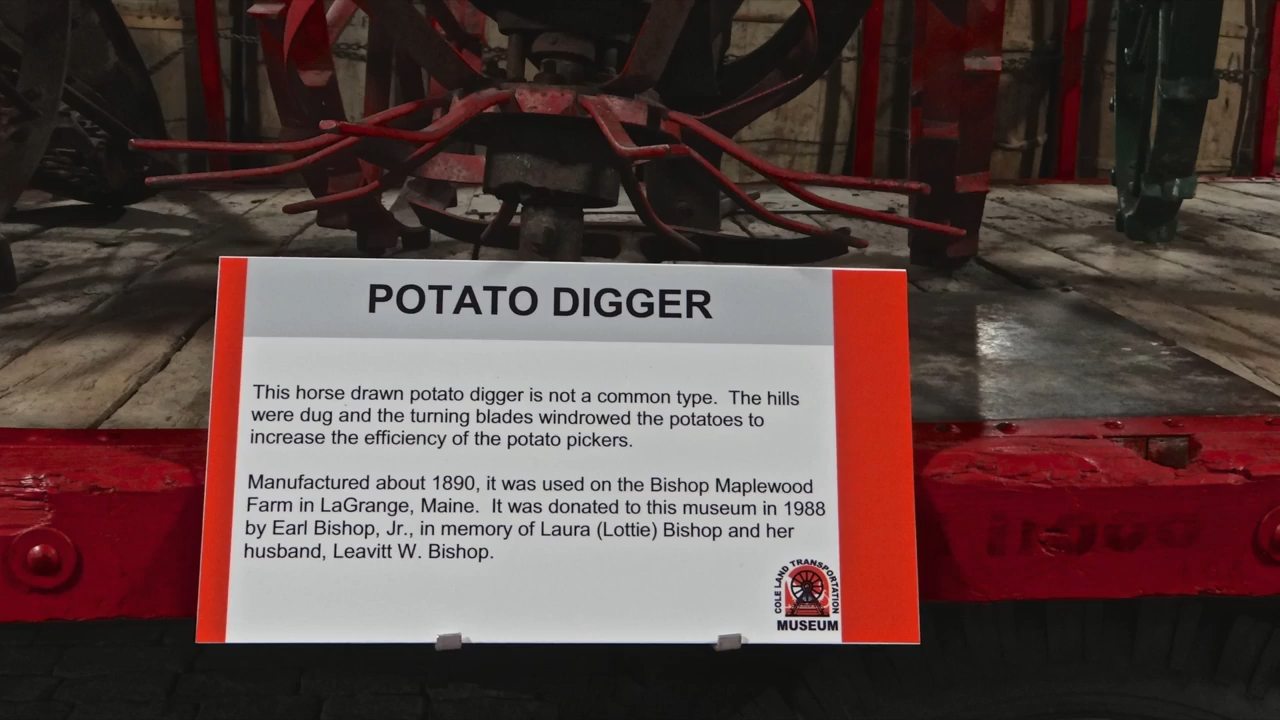 POTATO DIGGER
This horse drawn potato digger is not a common type. The hills
were dug and the turning blades windrowed the potatoes to
increase the efficiency of the potato pickers.
Manufactured about 1890, it was used on the Bishop Maplewood
Farm in LaGrange, Maine. It was donated to this museum in 1988
by Earl Bishop, Jr., in memory of Laura (Lottie) Bishop and her
husband, Leavitt W. Bishop.
COLE LAND TRANSPORTATION
MUSEUM